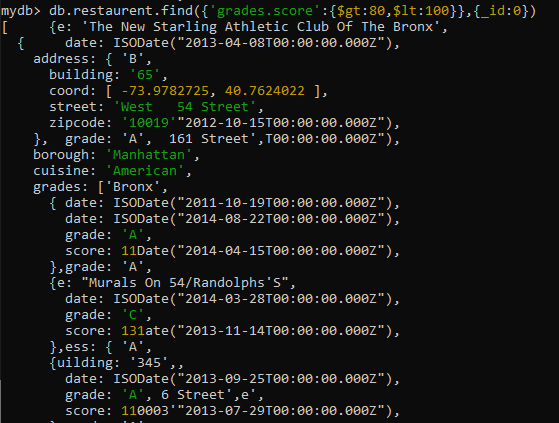 mydb> db.restaurent.find({'grades.score':{$gt:80,$lt:100}},{_id:0})
[     {e: 'The New Starling Athletic Club Of The Bronx',
  {     date: ISODate("2013-04-08T00:00:00.000Z"),
    address: { 'B',
      building: '65',
      coord: [ -73.9782725, 40.7624022 ],
      street: 'West   54 Street',
      zipcode: '10019'"2012-10-15T00:00:00.000Z"),
    },  grade: 'A',  161 Street',T00:00:00.000Z"),
    borough: 'Manhattan',
    cuisine: 'American',
    grades: ['Bronx',
      { date: ISODate("2011-10-19T00:00:00.000Z"),
        date: ISODate("2014-08-22T00:00:00.000Z"),
        grade: 'A',
        score: 11Date("2014-04-15T00:00:00.000Z"),
      },grade: 'A',
      {e: "Murals On 54/Randolphs'S",
        date: ISODate("2014-03-28T00:00:00.000Z"),
        grade: 'C',
        score: 131ate("2013-11-14T00:00:00.000Z"),
      },ess: { 'A',
      {uilding: '345',,
        date: ISODate("2013-09-25T00:00:00.000Z"),
        grade: 'A', 6 Street',e',
        score: 110003'"2013-07-29T00:00:00.000Z"),